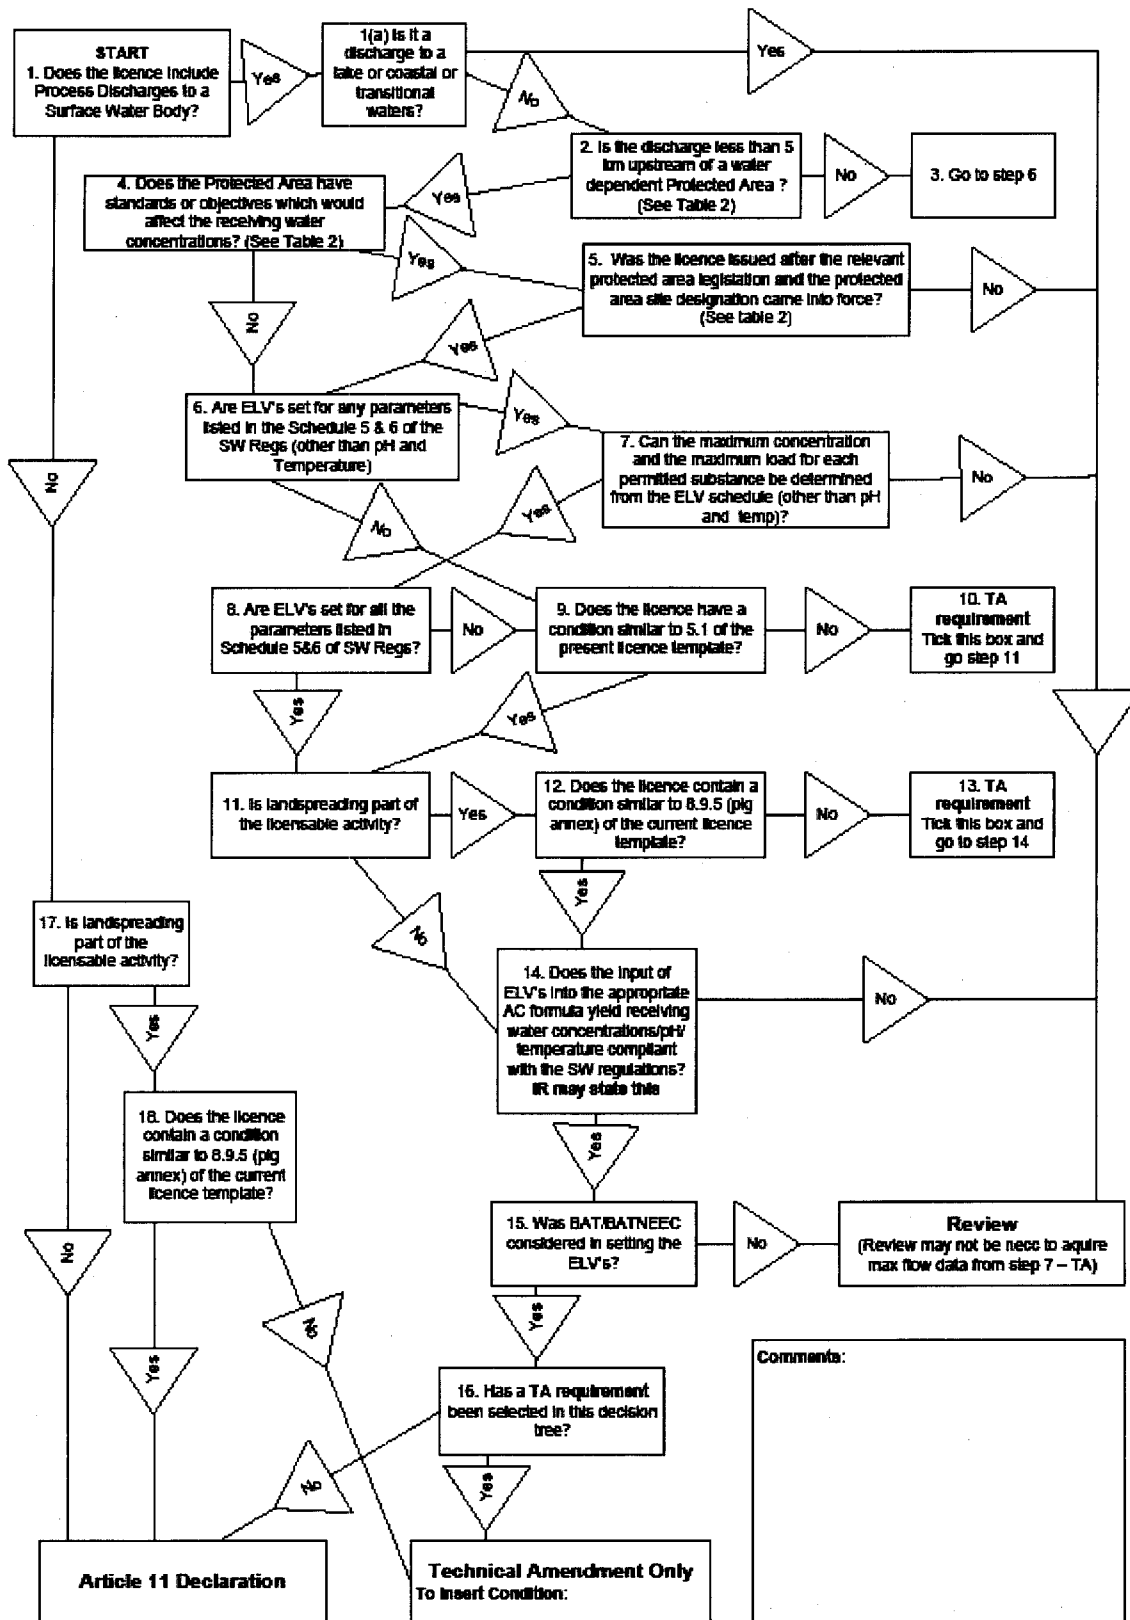 START
1. Does the licence include
Process Discharges to a
Surface Water Body?
Yes
1(a) Is it a
discharge to a
lake or coastal or
transitional
waters?
Yes
No
2. Is the discharge less than 5
km upstream of a water
dependent Protected Area ?
(See Table 2)
No
3. Go to step 6
Yes
4. Does the Protected Area have
standards or objectives which would
affect the receiving water
concentrations? (See Table 2)
Yes
5. Was the licence issued after the relevant
protected area legislation and the protected
area site designation came into force?
(See table 2)
No
No
Yes
6. Are ELV's set for any parameters
listed in the Schedule 5 & 6 of the
SW Regs (other than pH and
Temperature)
Yes
7. Can the maximum concentration
and the maximum load for each
permitted substance be determined
from the ELV schedule (other than pH
and temp)?
No
No
No
Yes
8. Are ELV's set for all the
parameters listed in
Schedule 5&6 of SW Regs?
No
9. Does the licence have a
condition similar to 5.1 of the
present licence template?
No
10. TA
requirement
Tick this box and
go step 11
Yes
Yes
11. Is landspreading part of
the licensable activity?
Yes
12. Does the licence contain a
condition similar to 8.9.5 (pig
annex) of the current licence
template?
No
13. TA
requirement
Tick this box and
go to step 14
Yes
No
17. Is landspreading
part of the
licensable activity?
14. Does the input of
ELV's into the appropriate
AC formula yield receiving
water concentrations/pH/
temperature compliant
with the SW regulations?
IR may state this
No
Yes
18. Does the licence
contain a condition
similar to 8.9.5 (pig
annex) of the current
licence template?
Yes
15. Was BAT/BATNEEC
considered in setting the
ELV's?
No
Review
(Review may not be necc to aquire
max flow data from step 7 – TA)
No
No
Yes
Yes
Comments:
16. Has a TA requirement
been selected in this decision
tree?
No
Yes
Article 11 Declaration
Technical Amendment Only
To Insert Condition: